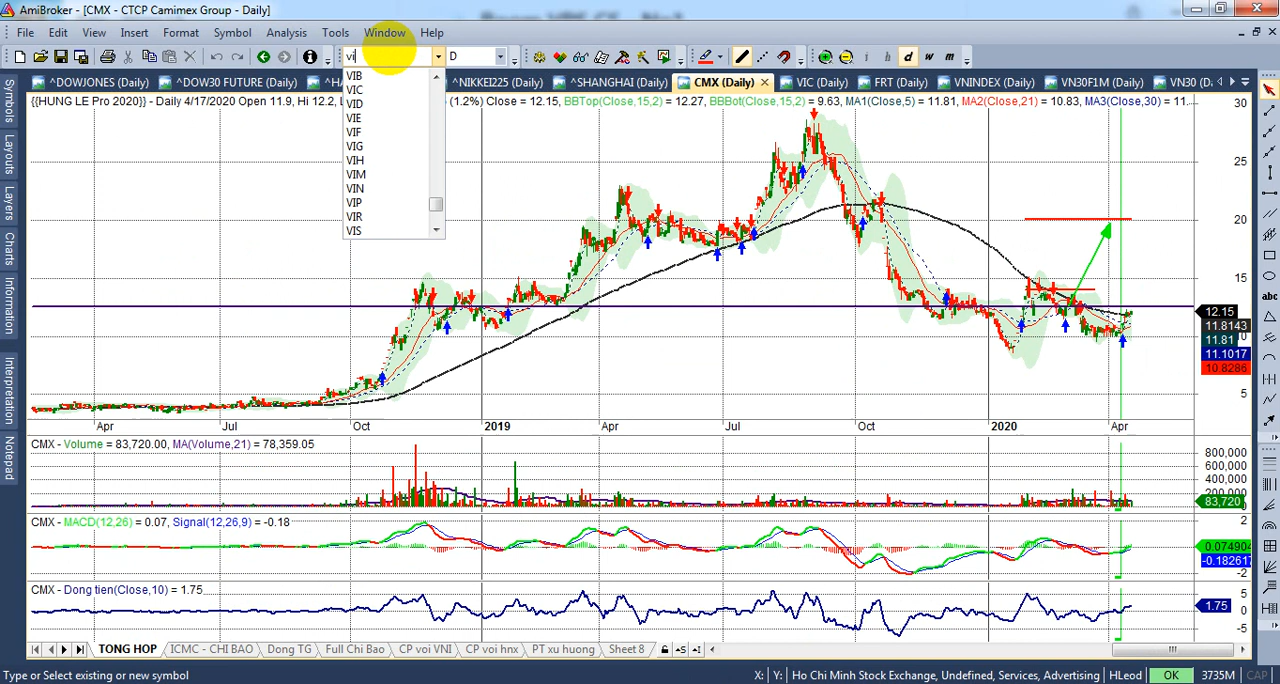 AmiBroker - [CMX - CTCP Camimex Group - Daily]
File Edit View Insert Format Symbol Analysis Tools Window Help
vi D i h d w m
^DOWJONES (Daily) ^DOW30 FUTURE (Daily) ^NIKKEI225 (Daily) ^SHANGHAI (Daily) CMX (Daily) VIC (Daily) FRT (Daily) VNINDEX (Daily) VN30F1M (Daily) VN30 (D
{{HUNG LE Pro 2020}} - Daily 4/17/2020 Open 11.9, Hi 12.2, (1.2%) Close = 12.15, BBTop(Close,15,2) = 12.27, BBBot(Close,15,2) = 9.63, MA1(Close,5) = 11.81, MA2(Close,21) = 10.83, MA3(Close,30) = 11.
VIB
VIC
VID
VIE
VIF
VIG
VIH
VIM
VIN
VIP
VIR
VIS
Symbols
Layouts
Layers
Charts
Information
Interpretation
Notepad
abc
30
25
20
15
12.15
11.8143
11.81
11.1017
10.8286
5
Apr Jul Oct 2019 Apr Jul Oct 2020 Apr
CMX - Volume = 83,720.00, MA(Volume,21) = 78,359.05
800,000
600,000
400,000
200,000
83,720
CMX - MACD(12,26) = 0.07, Signal(12,26,9) = -0.18
2
0.074904
-0.182617
-2
CMX - Dong tien(Close,10) = 1.75
5
1.75
0
-5
TONG HOP ICMC - CHI BAO Dong TG Full Chi Bao CP voi VNI CP voi hnx PT xu huong Sheet 8
Type or Select existing or new symbol X: Y: Ho Chi Minh Stock Exchange, Undefined, Services, Advertising HLeod OK 3735M CAP